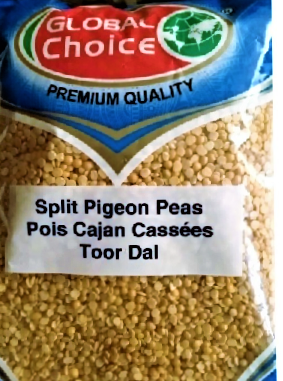 GLOBAL
Choice
PREMIUM QUALITY
Split Pigeon Peas
Pois Cajan Cassées
Toor Dal